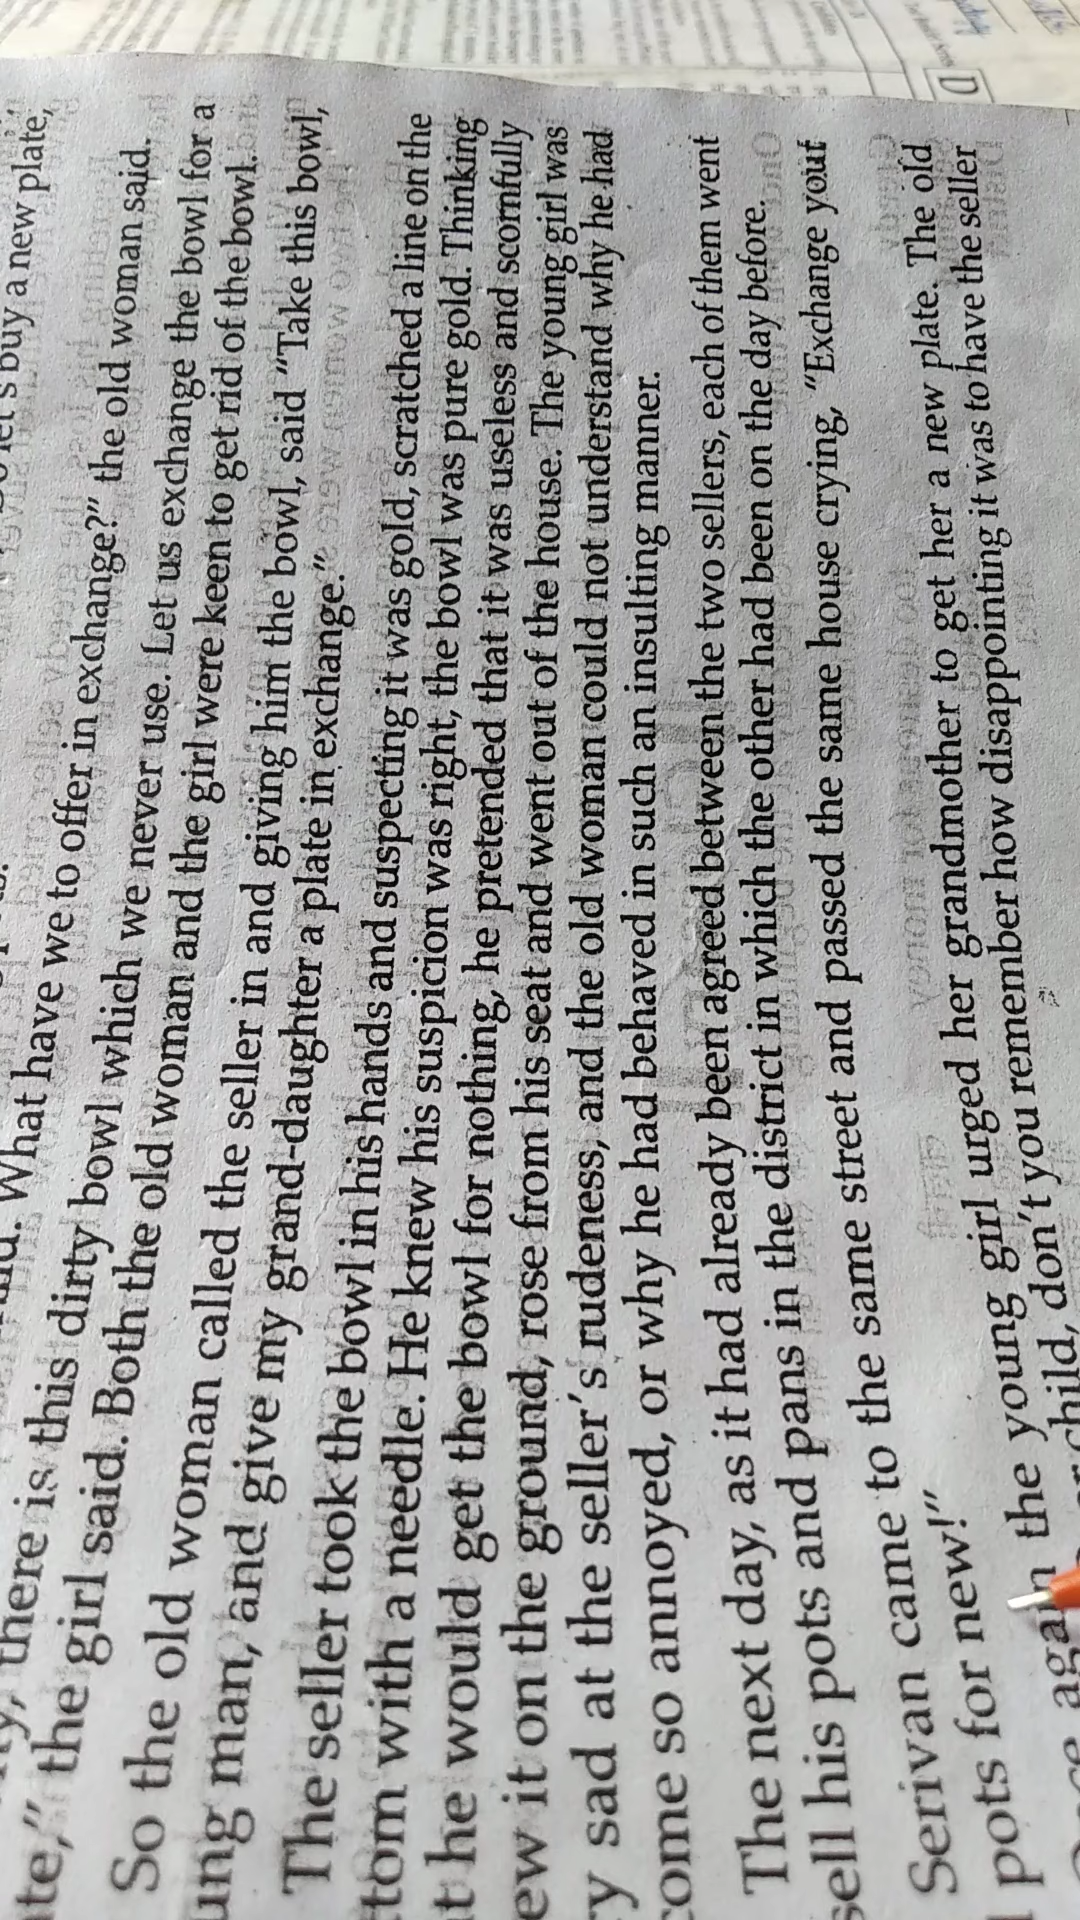 let's buy a new plate,
What have we to offer in exchange?" the old woman said.
there is this dirty bowl which we never use. Let us exchange the bowl for a
the girl said. Both the old woman and the girl were keen to get rid of the bowl.
So the old woman called the seller in and giving him the bowl, said "Take this bowl,
ung man, and give my grand-daughter a plate in exchange."
The seller took the bowl in his hands and suspecting it was gold, scratched a line on the
ttom with a needle. He knew his suspicion was right, the bowl was pure gold. Thinking
t he would get the bowl for nothing, he pretended that it was useless and scornfully
ew it on the ground, rose from his seat and went out of the house. The young girl was
ry sad at the seller's rudeness, and the old woman could not understand why he had
come so annoyed, or why he had behaved in such an insulting manner.
The next day, as it had already been agreed between the two sellers, each of them went
sell his pots and pans in the district in which the other had been on the day before.
Serivan came to the same street and passed the same house crying, "Exchange your
pots for new!"
again the young girl urged her grandmother to get her a new plate. The old
child, don't you remember how disappointing it was to have the seller